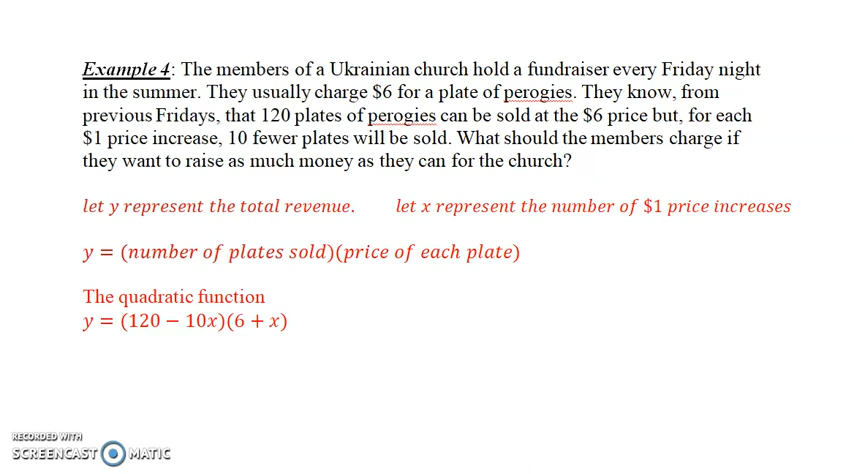 Example 4: The members of a Ukrainian church hold a fundraiser every Friday night
in the summer. They usually charge $6 for a plate of perogies. They know, from
previous Fridays, that 120 plates of perogies can be sold at the $6 price but, for each
$1 price increase, 10 fewer plates will be sold. What should the members charge if
they want to raise as much money as they can for the church?
let y represent the total revenue. let x represent the number of $1 price increases
y = (number of plates sold)(price of each plate)
The quadratic function
y = (120 − 10x)(6 + x)
RECORDED WITH
SCREENCAST MATIC